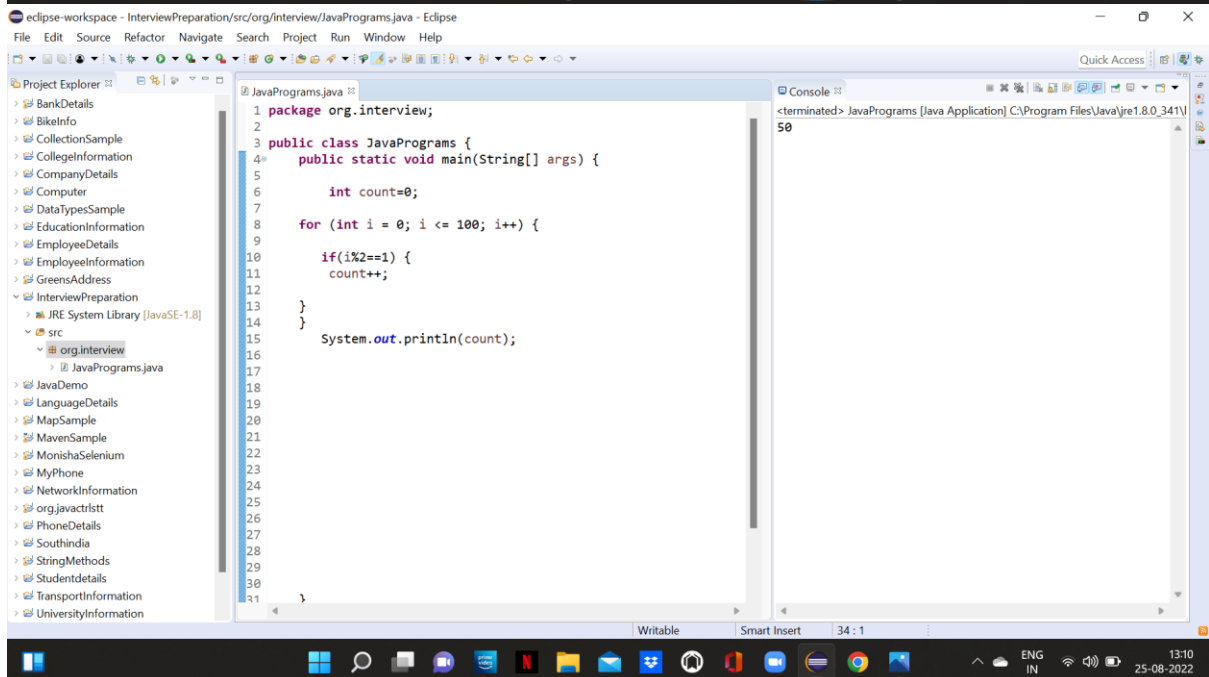 eclipse-workspace - InterviewPreparation/src/org/interview/JavaPrograms.java - Eclipse
File Edit Source Refactor Navigate Search Project Run Window Help
Quick Access
Project Explorer
BankDetails
BikeInfo
CollectionSample
CollegeInformation
CompanyDetails
Computer
DataTypesSample
EducationInformation
EmployeeDetails
EmployeeInformation
GreensAddress
InterviewPreparation
JRE System Library [JavaSE-1.8]
src
org.interview
JavaPrograms.java
JavaDemo
LanguageDetails
MapSample
MavenSample
MonishaSelenium
MyPhone
NetworkInformation
org.javactrlstt
PhoneDetails
Southindia
StringMethods
Studentdetails
TransportInformation
UniversityInformation
JavaPrograms.java
1 package org.interview;
2
3 public class JavaPrograms {
4 public static void main(String[] args) {
5
6 int count=0;
7
8 for (int i = 0; i <= 100; i++) {
9
10 if(i%2==1) {
11 count++;
12
13 }
14 }
15 System.out.println(count);
16
17
18
19
20
21
22
23
24
25
26
27
28
29
30
31 }
Console
<terminated> JavaPrograms [Java Application] C:\Program Files\Java\jre1.8.0_341\
50
Writable Smart Insert 34 : 1
prime video
N
ENG
IN
13:10
25-08-2022